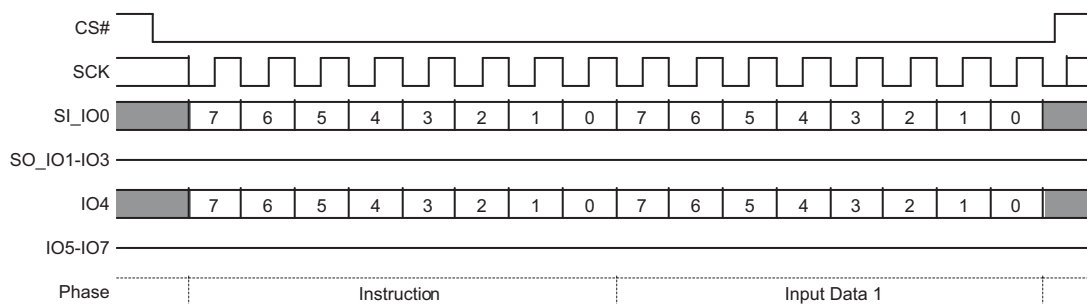 CS#
SCK
SI_IO0 7 6 5 4 3 2 1 0 7 6 5 4 3 2 1 0
SO_IO1-IO3
IO4 7 6 5 4 3 2 1 0 7 6 5 4 3 2 1 0
IO5-IO7
Phase Instruction Input Data 1